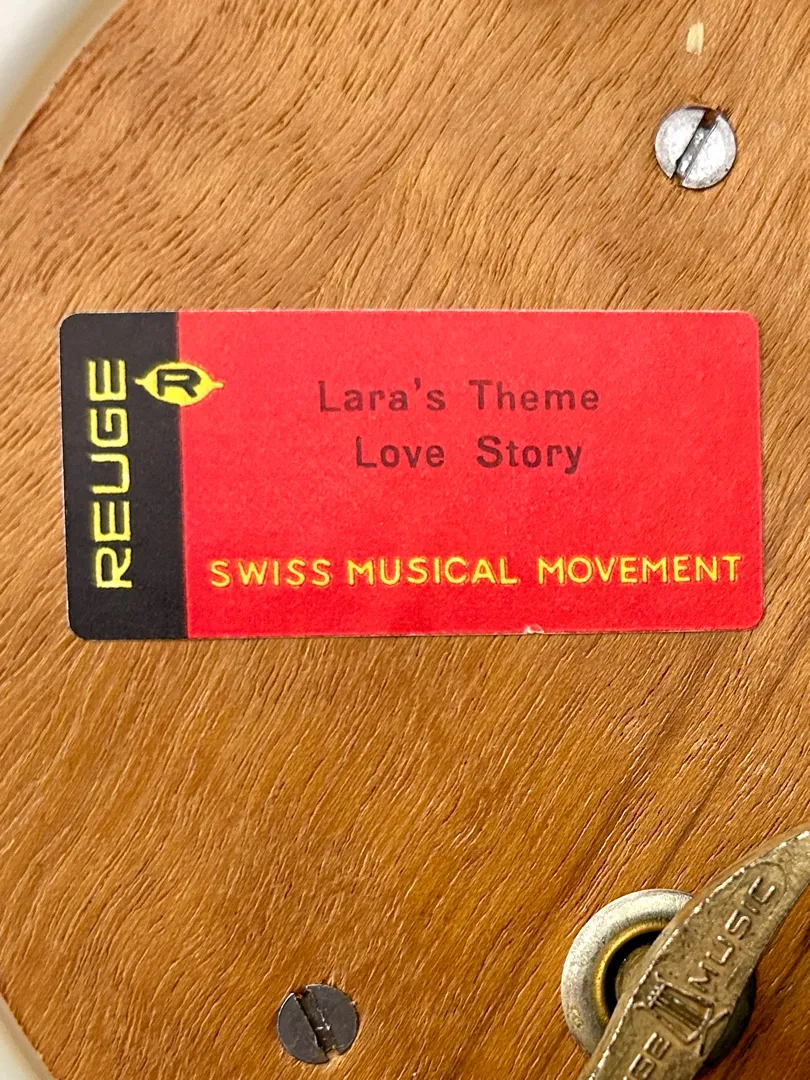 REUGE
R
Lara's Theme
Love Story
SWISS MUSICAL MOVEMENT
MUSIC